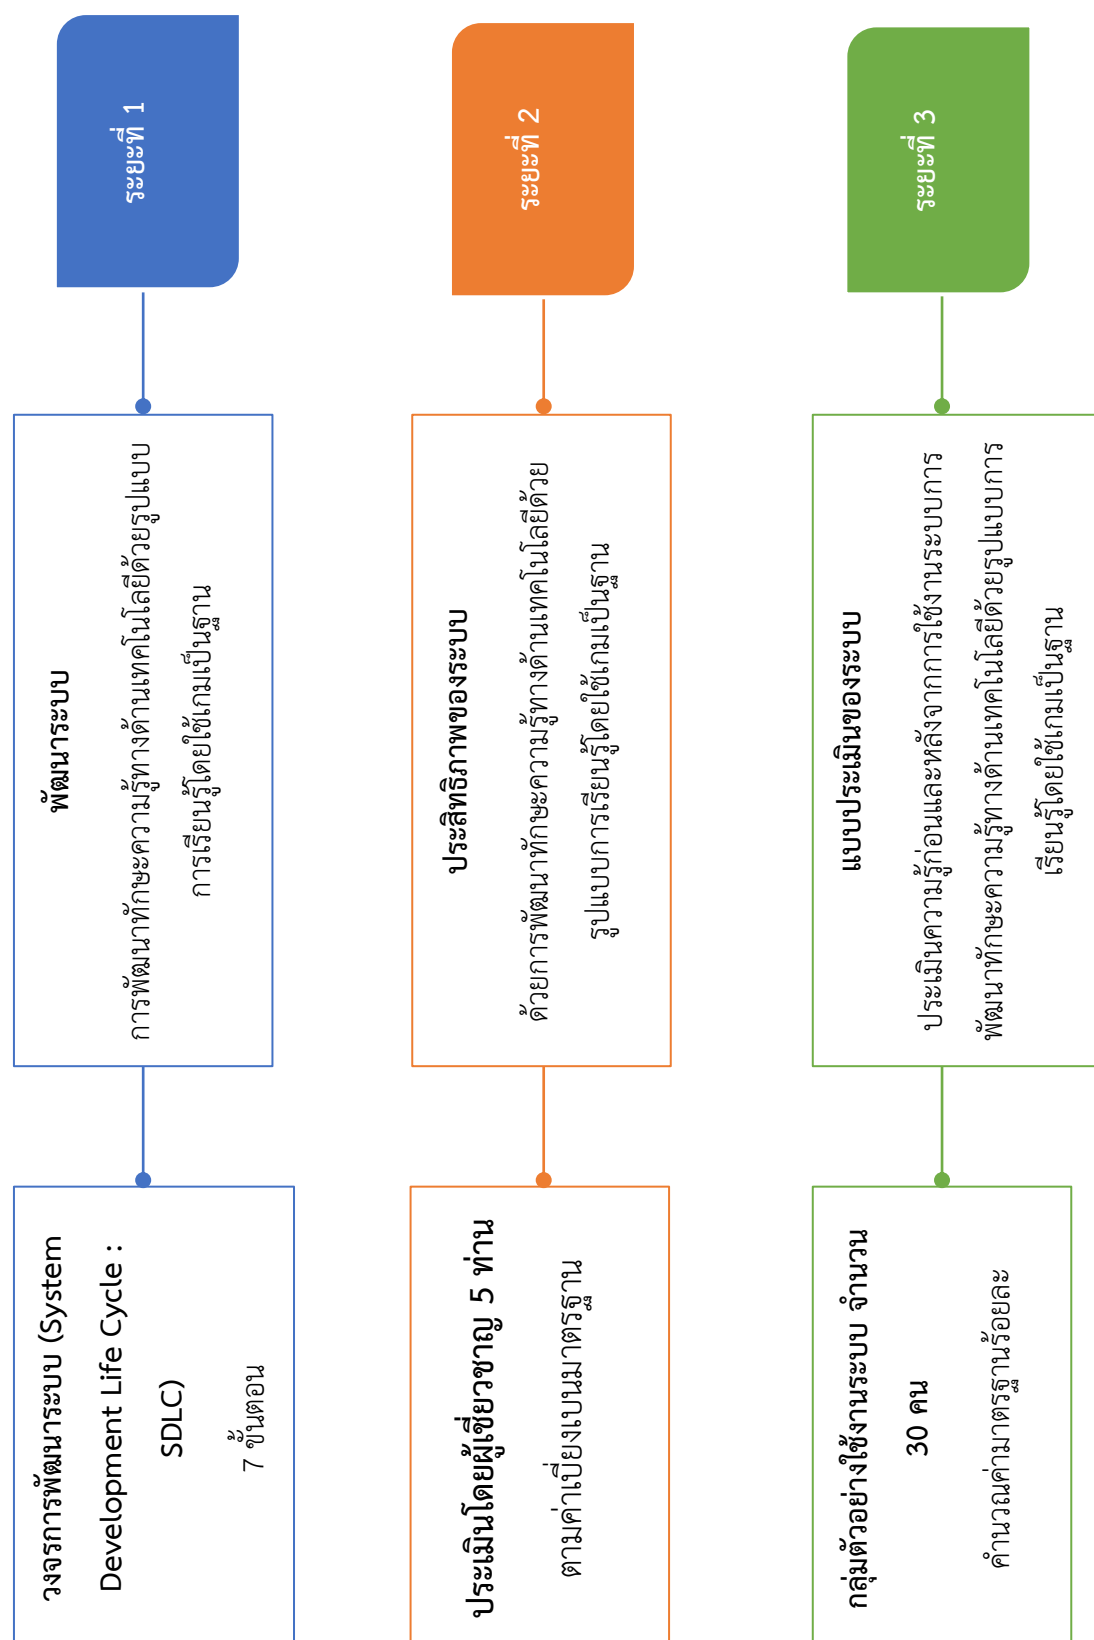 ระยะที่ 1
พัฒนาระบบ
การพัฒนาทักษะความรู้ทางด้านเทคโนโลยีด้วยรูปแบบ
การเรียนรู้โดยใช้เกมเป็นฐาน
วงจรการพัฒนาระบบ (System
Development Life Cycle :
SDLC)
7 ขั้นตอน
ระยะที่ 2
ประสิทธิภาพของระบบ
ด้วยการพัฒนาทักษะความรู้ทางด้านเทคโนโลยีด้วย
รูปแบบการเรียนรู้โดยใช้เกมเป็นฐาน
ประเมินโดยผู้เชี่ยวชาญ 5 ท่าน
ตามค่าเบี่ยงเบนมาตรฐาน
ระยะที่ 3
แบบประเมินของระบบ
ประเมินความรู้ก่อนและหลังจากการใช้งานระบบการ
พัฒนาทักษะความรู้ทางด้านเทคโนโลยีด้วยรูปแบบการ
เรียนรู้โดยใช้เกมเป็นฐาน
กลุ่มตัวอย่างใช้งานระบบ จำนวน
30 คน
คำนวณค่ามาตรฐานร้อยละ